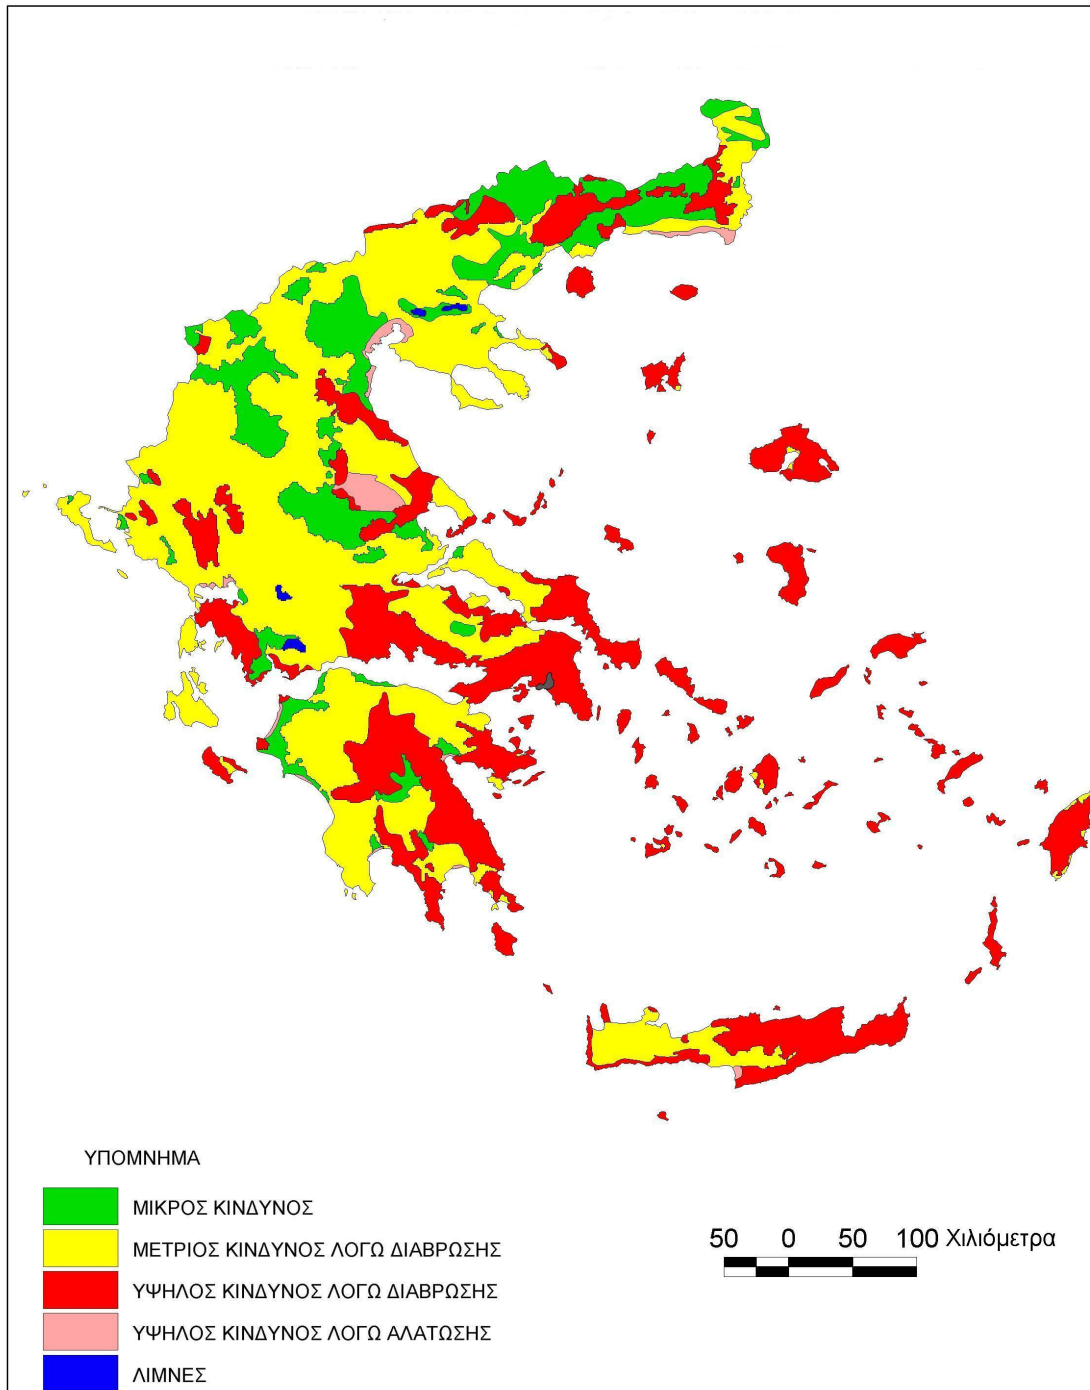 ΥΠΟΜΝΗΜΑ
ΜΙΚΡΟΣ ΚΙΝΔΥΝΟΣ
ΜΕΤΡΙΟΣ ΚΙΝΔΥΝΟΣ ΛΟΓΩ ΔΙΑΒΡΩΣΗΣ
ΥΨΗΛΟΣ ΚΙΝΔΥΝΟΣ ΛΟΓΩ ΔΙΑΒΡΩΣΗΣ
ΥΨΗΛΟΣ ΚΙΝΔΥΝΟΣ ΛΟΓΩ ΑΛΑΤΩΣΗΣ
ΛΙΜΝΕΣ
50 0 50 100 Χιλιόμετρα